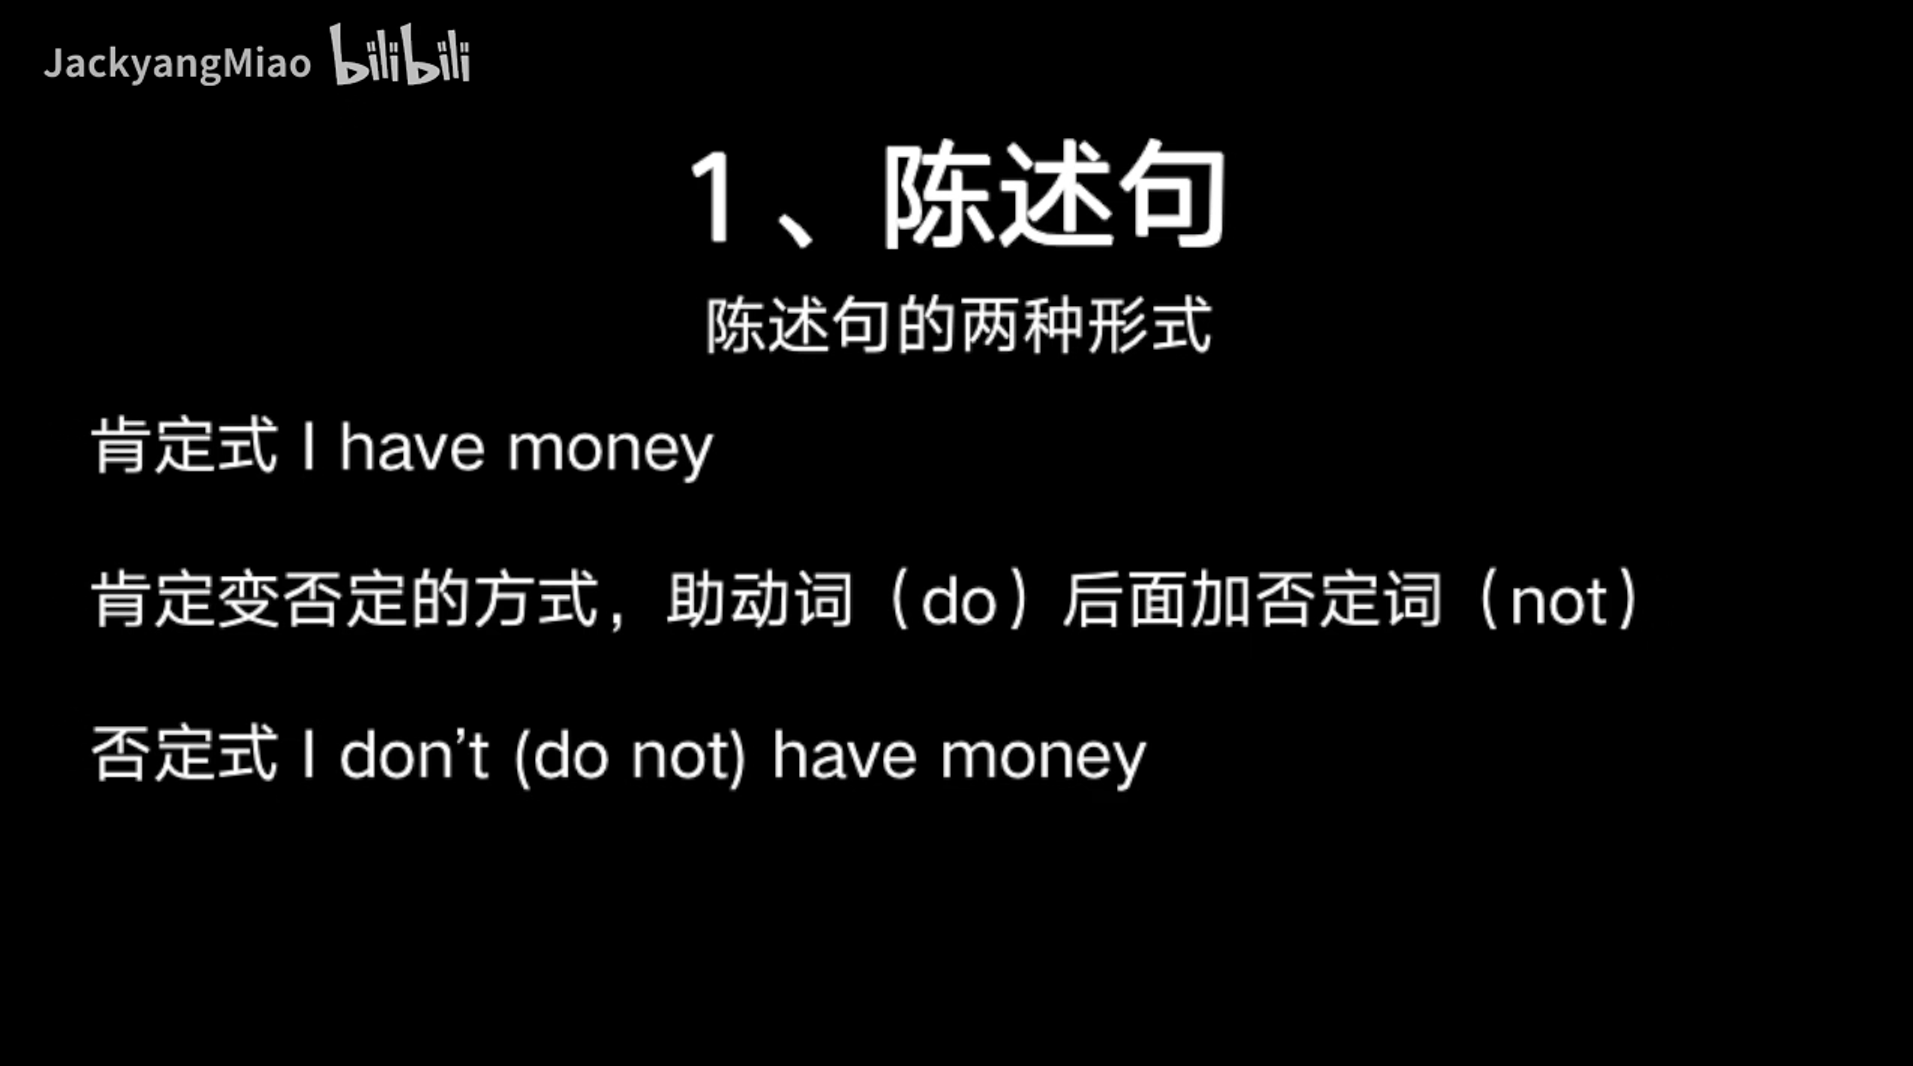 JackyangMiao bilibili
1、陈述句
陈述句的两种形式
肯定式 I have money
肯定变否定的方式，助动词（do）后面加否定词（not）
否定式 I don’t (do not) have money